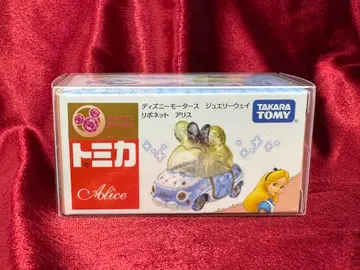 ディズニーモータース ジュエリーウェイ
リボネット アリス
TAKARA
TOMY
トミカ
Alice